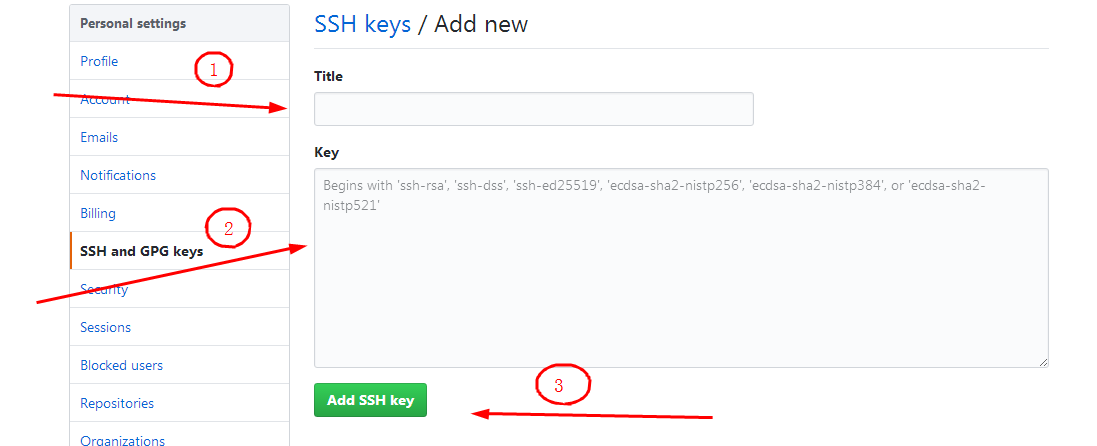 Personal settings
Profile
Account
Emails
Notifications
Billing
SSH and GPG keys
Security
Sessions
Blocked users
Repositories
Organizations
SSH keys / Add new
1
Title
Key
Begins with 'ssh-rsa', 'ssh-dss', 'ssh-ed25519', 'ecdsa-sha2-nistp256', 'ecdsa-sha2-nistp384', or 'ecdsa-sha2-
nistp521'
2
3
Add SSH key